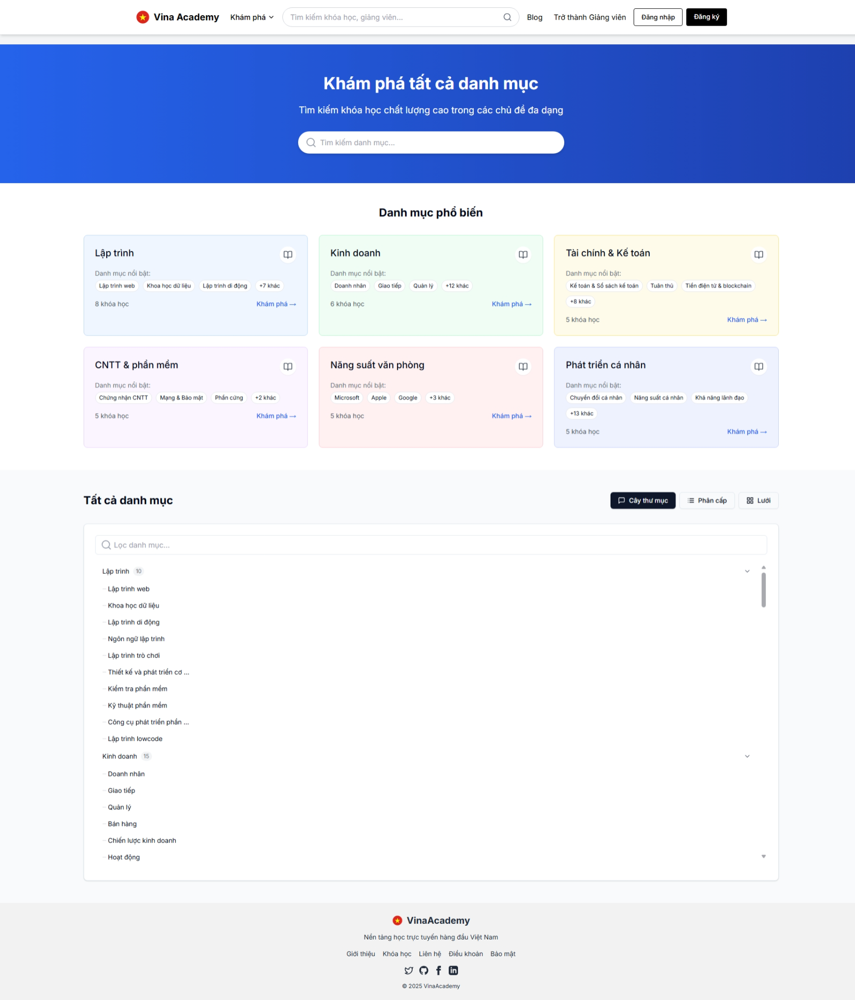 Vina Academy Khám phá Tìm kiếm khóa học, giảng viên... Blog Trở thành Giảng viên Đăng nhập Đăng ký
Khám phá tất cả danh mục
Tìm kiếm khóa học chất lượng cao trong các chủ đề đa dạng
Tìm kiếm danh mục...
Danh mục phổ biến
Lập trình
Danh mục nổi bật:
Lập trình web Khoa học dữ liệu Lập trình di động +7 khác
8 khóa học Khám phá →
Kinh doanh
Danh mục nổi bật:
Doanh nhân Giao tiếp Quản lý +12 khác
6 khóa học Khám phá →
Tài chính & Kế toán
Danh mục nổi bật:
Kế toán & Sổ sách kế toán Tuân thủ Tiền điện tử & blockchain
+8 khác
5 khóa học Khám phá →
CNTT & phần mềm
Danh mục nổi bật:
Chứng nhận CNTT Mạng & Bảo mật Phần cứng +2 khác
5 khóa học Khám phá →
Năng suất văn phòng
Danh mục nổi bật:
Microsoft Apple Google +3 khác
5 khóa học Khám phá →
Phát triển cá nhân
Danh mục nổi bật:
Chuyển đổi cá nhân Năng suất cá nhân Khả năng lãnh đạo
+13 khác
5 khóa học Khám phá →
Tất cả danh mục Cây thư mục Phân cấp Lưới
Lọc danh mục...
Lập trình 10
Lập trình web
Khoa học dữ liệu
Lập trình di động
Ngôn ngữ lập trình
Lập trình trò chơi
Thiết kế và phát triển cơ ...
Kiểm tra phần mềm
Kỹ thuật phần mềm
Công cụ phát triển phần ...
Lập trình lowcode
Kinh doanh 15
Doanh nhân
Giao tiếp
Quản lý
Bán hàng
Chiến lược kinh doanh
Hoạt động
VinaAcademy
Nền tảng học trực tuyến hàng đầu Việt Nam
Giới thiệu Khóa học Liên hệ Điều khoản Bảo mật
© 2025 VinaAcademy